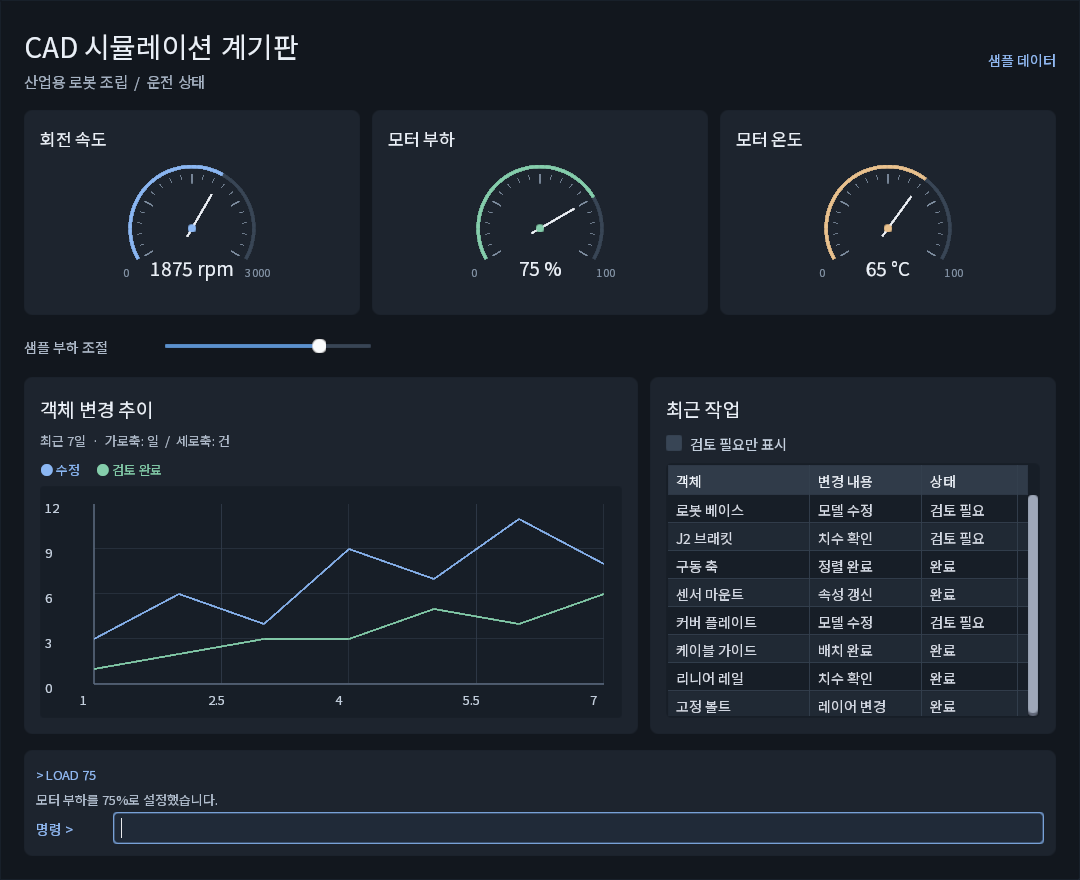 CAD 시뮬레이션 계기판
산업용 로봇 조립 / 운전 상태
샘플 데이터
회전 속도
0 1875 rpm 3000
모터 부하
0 75 % 100
모터 온도
0 65 °C 100
샘플 부하 조절
객체 변경 추이
최근 7일 · 가로축: 일 / 세로축: 건
수정 검토 완료
12
9
6
3
0
1 2.5 4 5.5 7
최근 작업
검토 필요만 표시
객체 변경 내용 상태
로봇 베이스 모델 수정 검토 필요
J2 브래킷 치수 확인 검토 필요
구동 축 정렬 완료 완료
센서 마운트 속성 갱신 완료
커버 플레이트 모델 수정 검토 필요
케이블 가이드 배치 완료 완료
리니어 레일 치수 확인 완료
고정 볼트 레이어 변경 완료
> LOAD 75
모터 부하를 75%로 설정했습니다.
명령 >